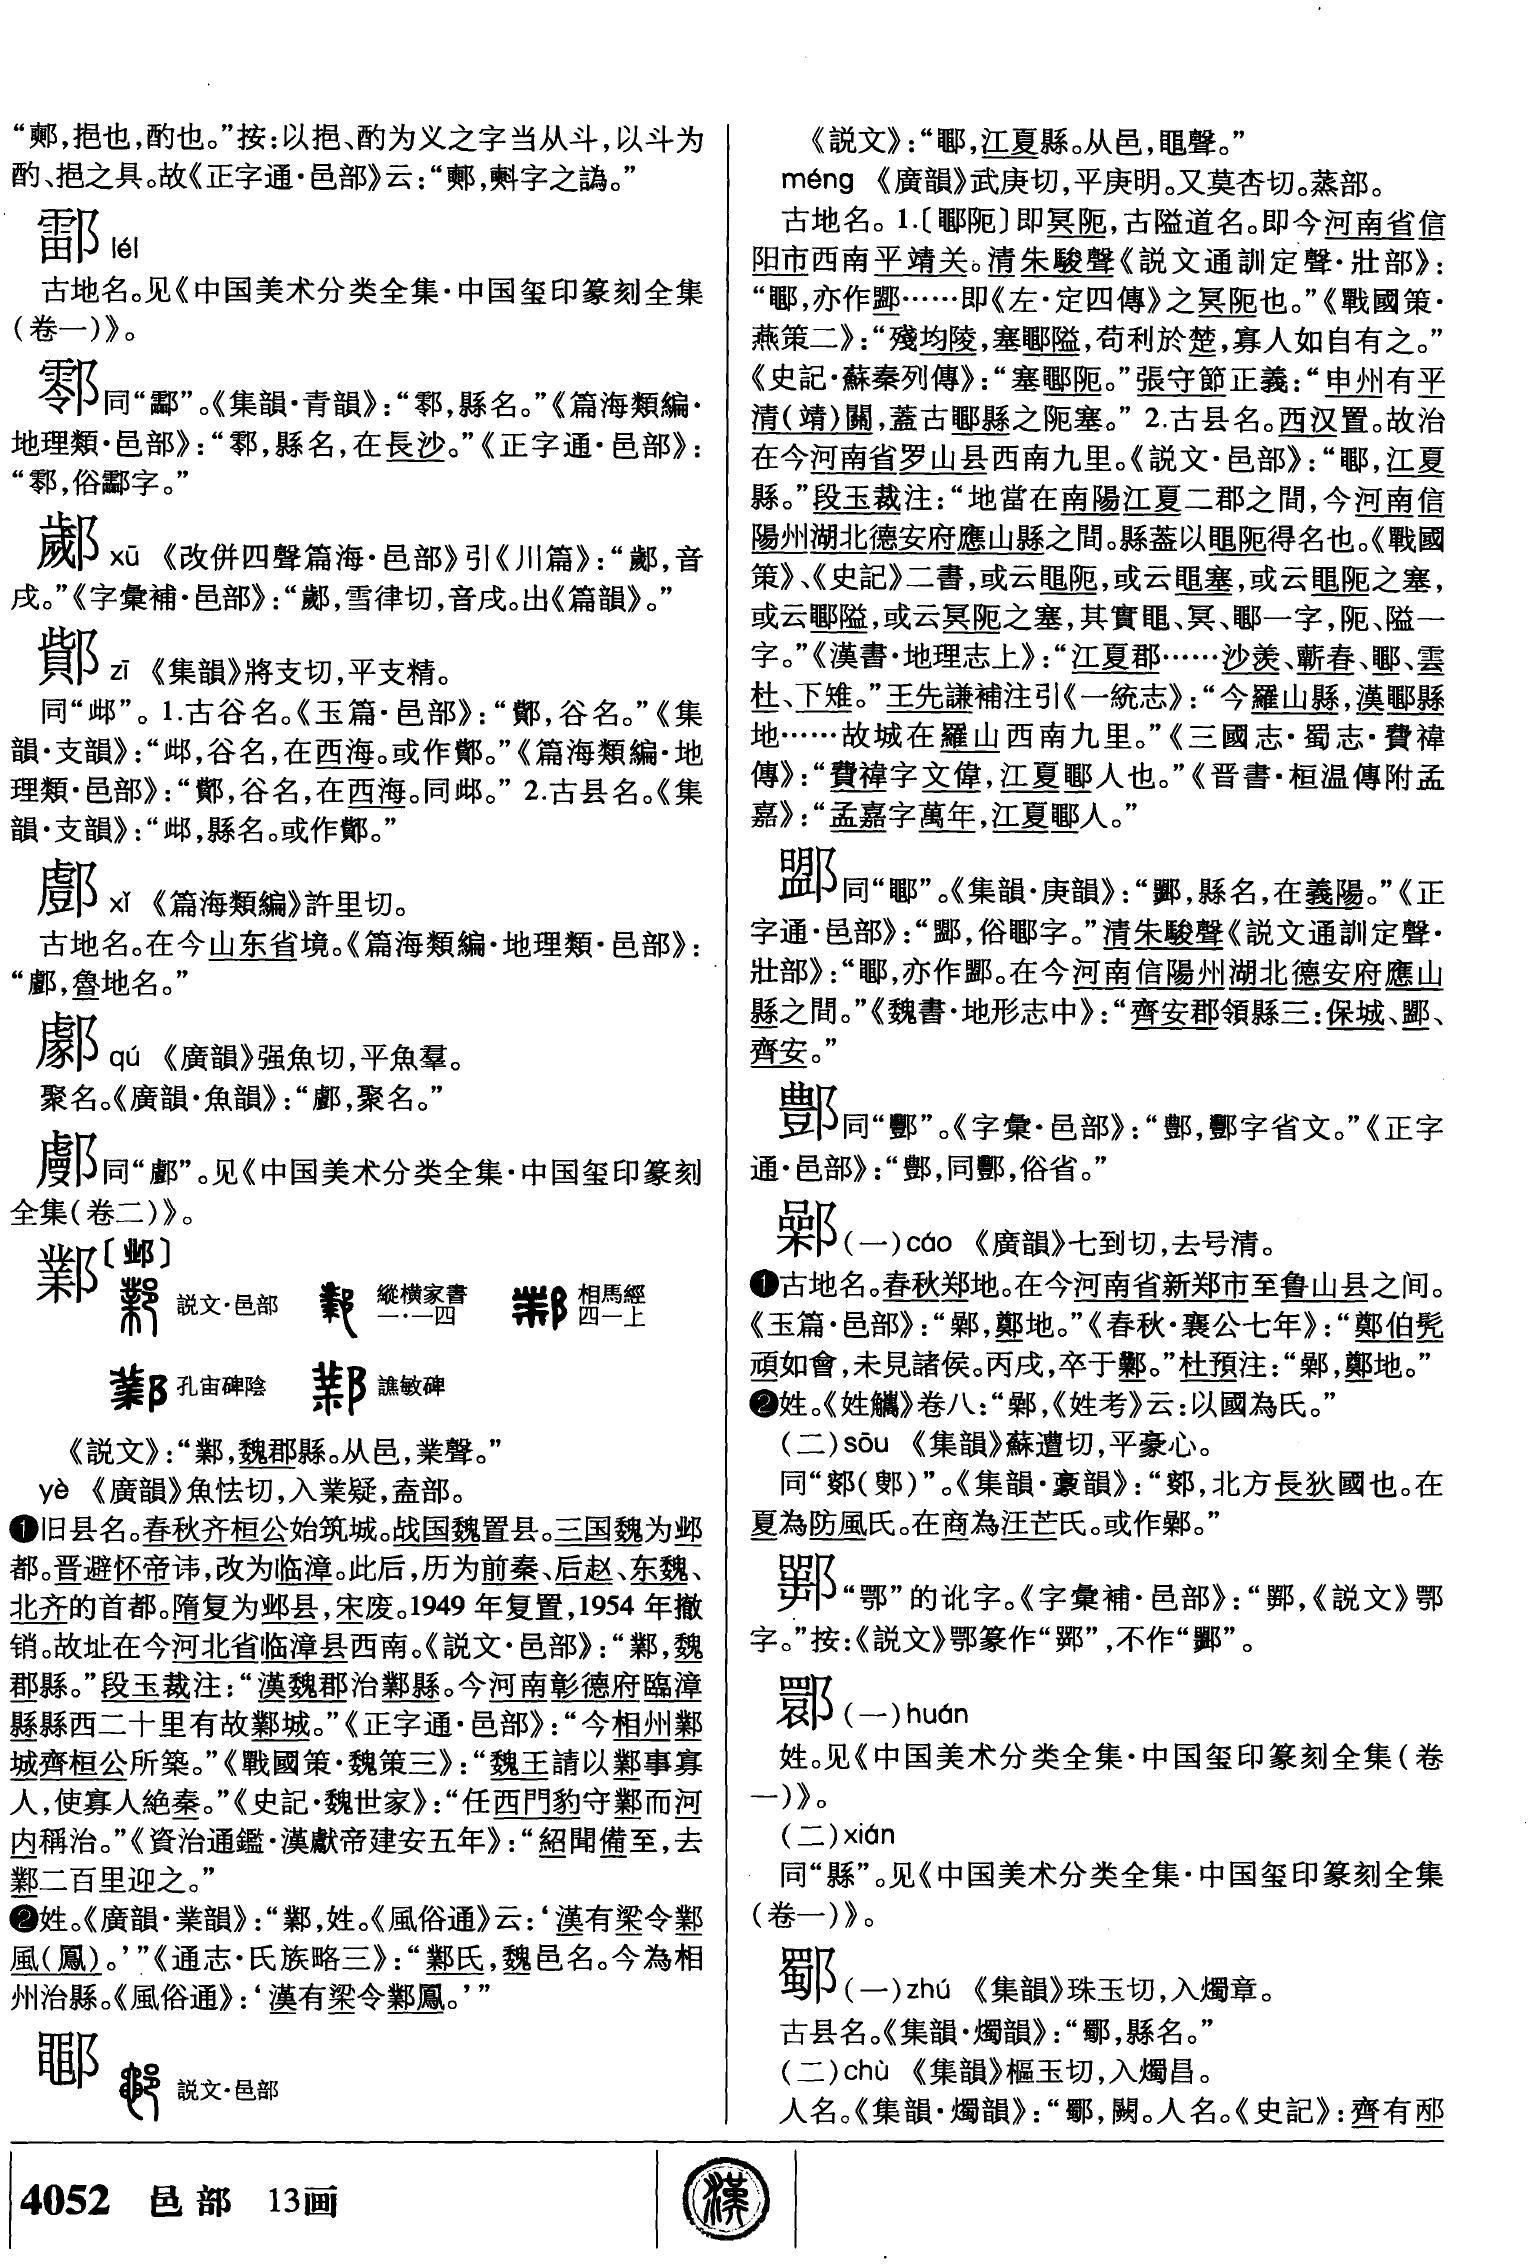 “鄸,挹也,酌也。”按:以挹、酌为义之字当从斗,以斗为
酌、挹之具。故《正字通·邑部》云:“,㪺字之譌。”
léi
古地名。见《中国美术分类全集·中国玺印篆刻全集
(卷一)》。
同“酃”。《集韻·青韻》:“,縣名。”《篇海類編·
地理類·邑部》:“,縣名,在長沙。”《正字通·邑部》:
“,俗酃字。”
xū 《改併四聲篇海·邑部》引《川篇》:“,音
戌。”《字彙補·邑部》:“,雪律切,音戌。出《篇韻》。”
zī 《集韻》將支切,平支精。
同“𨛍”。1.古谷名。《玉篇·邑部》:“,谷名。”《集
韻·支韻》:“,谷名,在西海。或作。”《篇海類編·地
理類·邑部》:“,谷名,在西海。同。” 2.古县名。《集
韻·支韻》:“,縣名。或作。”
xǐ 《篇海類編》許里切。
古地名。在今山东省境。《篇海類編·地理類·邑部》:
“,魯地名。”
qú 《廣韻》强魚切,平魚羣。
聚名。《廣韻·魚韻》:“,聚名。”
同“”。见《中国美术分类全集·中国玺印篆刻
全集(卷二)》。
鄴〔邺〕
説文·邑部 縱横家書一·一四 相馬經四一上
孔宙碑陰 譙敏碑
《説文》:“鄴,魏郡縣。从邑,業聲。”
yè 《廣韻》魚怯切,入業疑,盍部。
❶旧县名。春秋齐桓公始筑城。战国魏置县。三国魏为邺
都。晋避怀帝讳,改为临漳。此后,历为前秦、后赵、东魏、
北齐的首都。隋复为邺县,宋废。1949年复置,1954年撤
销。故址在今河北省临漳县西南。《説文·邑部》:“鄴,魏
郡縣。”段玉裁注:“漢魏郡治鄴縣。今河南彰德府臨漳
縣縣西二十里有故鄴城。”《正字通·邑部》:“今相州鄴
城齊桓公所築。”《戰國策·魏策三》:“魏王請以鄴事寡
人,使寡人絶秦。”《史記·魏世家》:“任西門豹守鄴而河
内稱治。”《資治通鑑·漢獻帝建安五年》:“紹聞備至,去
鄴二百里迎之。”
❷姓。《廣韻·業韻》:“鄴,姓。《風俗通》云:‘漢有梁令鄴
風(鳳)。’”《通志·氏族略三》:“鄴氏,魏邑名。今為相
州治縣。《風俗通》:‘漢有梁令鄴鳳。’”
鄳
説文·邑部
《説文》:“鄳,江夏縣。从邑,黽聲。”
méng 《廣韻》武庚切,平庚明。又莫杏切。蒸部。
古地名。1.〔鄳阨〕即冥阨,古隘道名。即今河南省信
阳市西南平靖关。清朱駿聲《説文通訓定聲·壯部》:
“鄳,亦作……即《左·定四傳》之冥阨也。”《戰國策·
燕策二》:“殘均陵,塞鄳隘,苟利於楚,寡人如自有之。”
《史記·蘇秦列傳》:“塞鄳阨。”張守節正義:“申州有平
清(靖)關,蓋古鄳縣之阨塞。” 2.古县名。西汉置。故治
在今河南省罗山县西南九里。《説文·邑部》:“鄳,江夏
縣。”段玉裁注:“地當在南陽江夏二郡之間,今河南信
陽州湖北德安府應山縣之間。縣葢以黽阨得名也。《戰國
策》、《史記》二書,或云黽阨,或云黽塞,或云黽阨之塞,
或云鄳隘,或云冥阨之塞,其實黽、冥、鄳一字,阨、隘一
字。”《漢書·地理志上》:“江夏郡……沙羡、蘄春、鄳、雲
杜、下雉。”王先謙補注引《一統志》:“今羅山縣,漢鄳縣
地……故城在羅山西南九里。”《三國志·蜀志·費禕
傳》:“費禕字文偉,江夏鄳人也。”《晋書·桓温傳附孟
嘉》:“孟嘉字萬年,江夏鄳人。”
同“鄳”。《集韻·庚韻》:“,縣名,在義陽。”《正
字通·邑部》:“,俗鄳字。”清朱駿聲《説文通訓定聲·
壯部》:“鄳,亦作。在今河南信陽州湖北德安府應山
縣之間。”《魏書·地形志中》:“齊安郡領縣三:保城、、
齊安。”
同“酆”。《字彙·邑部》:“,酆字省文。”《正字
通·邑部》:“,同酆,俗省。”
鄵(一)cáo 《廣韻》七到切,去号清。
❶古地名。春秋郑地。在今河南省新郑市至鲁山县之间。
《玉篇·邑部》:“鄵,鄭地。”《春秋·襄公七年》:“鄭伯髡
頑如會,未見諸侯。丙戌,卒于鄵。”杜預注:“鄵,鄭地。”
❷姓。《姓觿》卷八:“鄵,《姓考》云:以國為氏。”
(二)sōu 《集韻》蘇遭切,平豪心。
同“鄋()”。《集韻·豪韻》:“鄋,北方長狄國也。在
夏為防風氏。在商為汪芒氏。或作鄵。”
“鄂”的讹字。《字彙補·邑部》:“,《説文》鄂
字。”按:《説文》鄂篆作“”,不作“”。
(一)huán
姓。见《中国美术分类全集·中国玺印篆刻全集(卷
一)》。
(二)xián
同“縣”。见《中国美术分类全集·中国玺印篆刻全集
(卷一)》。
(一)zhú 《集韻》珠玉切,入燭章。
古县名。《集韻·燭韻》:“,縣名。”
(二)chù 《集韻》樞玉切,入燭昌。
人名。《集韻·燭韻》:“,闕。人名。《史記》:齊有邴
4052 邑部 13画
漢